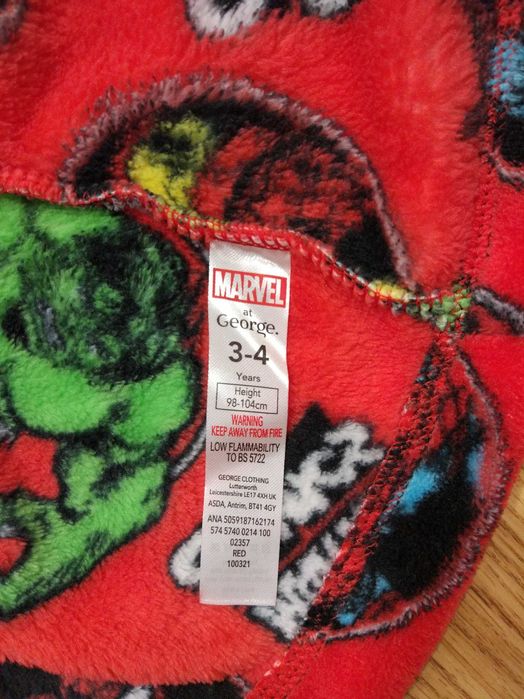 MARVEL
at
George.
3-4
Years
Height
98-104cm
WARNING
KEEP AWAY FROM FIRE
LOW FLAMMABILITY
TO BS 5722
GEORGE CLOTHING
Lutterworth
Leicestershire LE17 4XH UK
ASDA, Antrim, BT41 4GY
ANA 5059187162174
574 5740 0214 100
02357
RED
100321